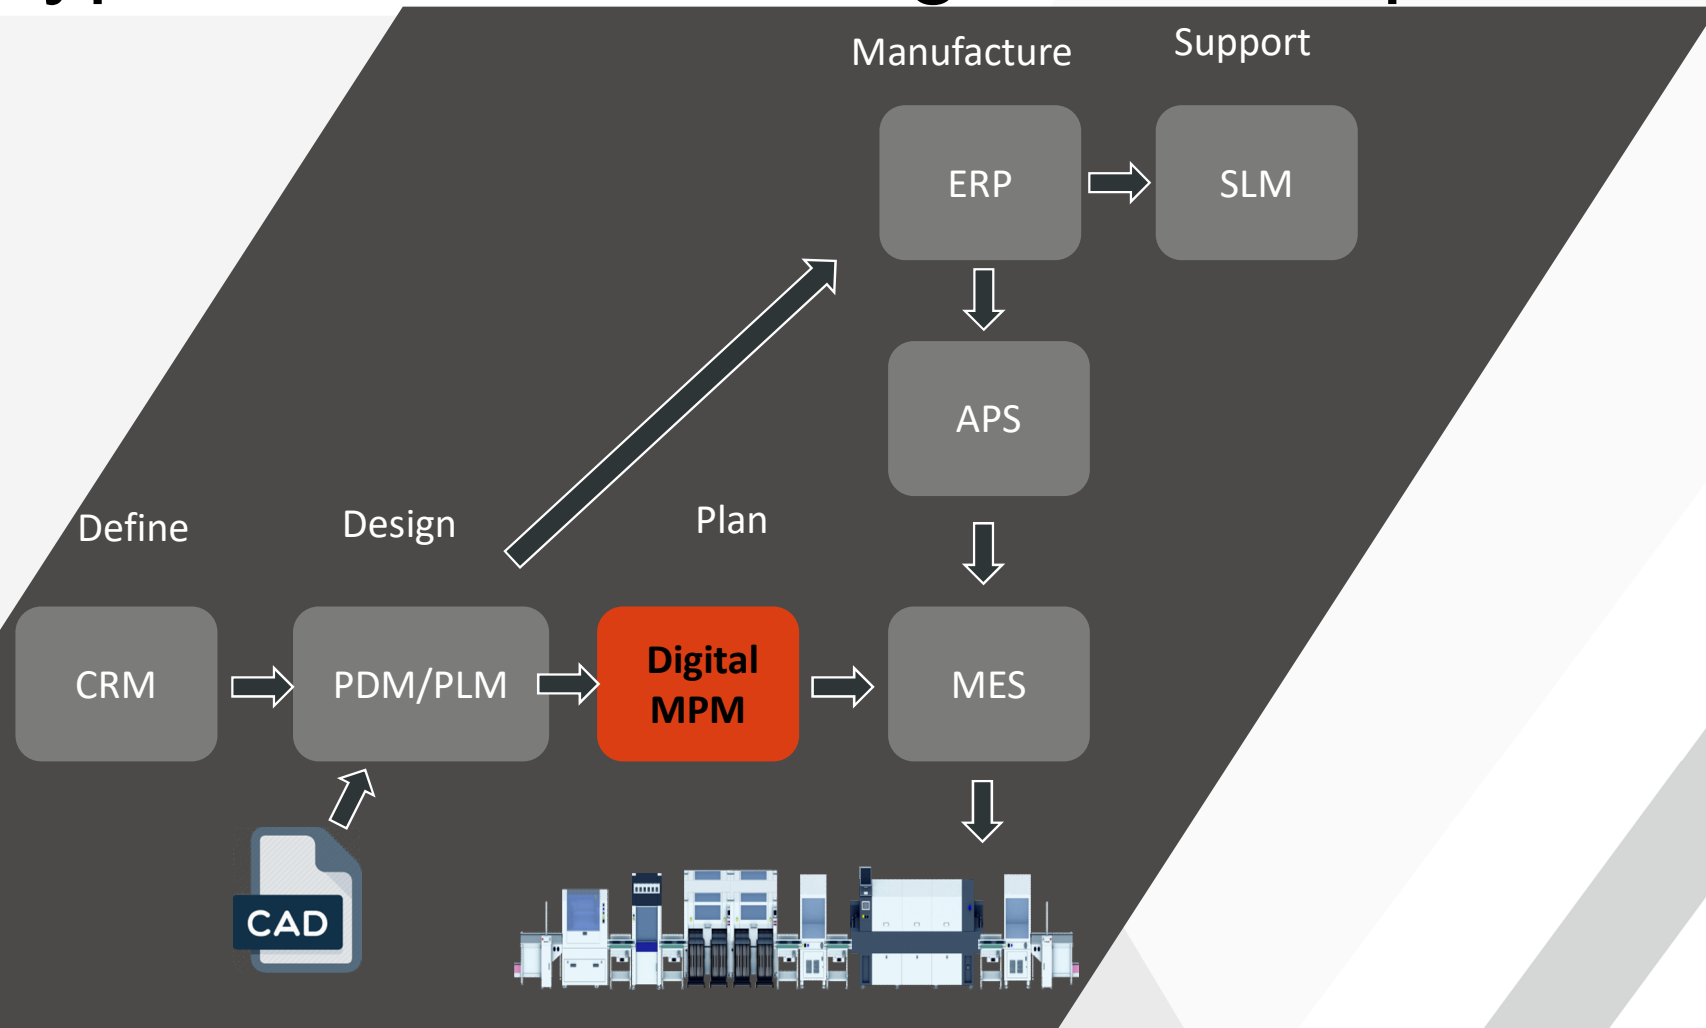 Manufacture
Support
ERP
SLM
APS
Define
Design
Plan
CRM
PDM/PLM
Digital
MPM
MES
CAD